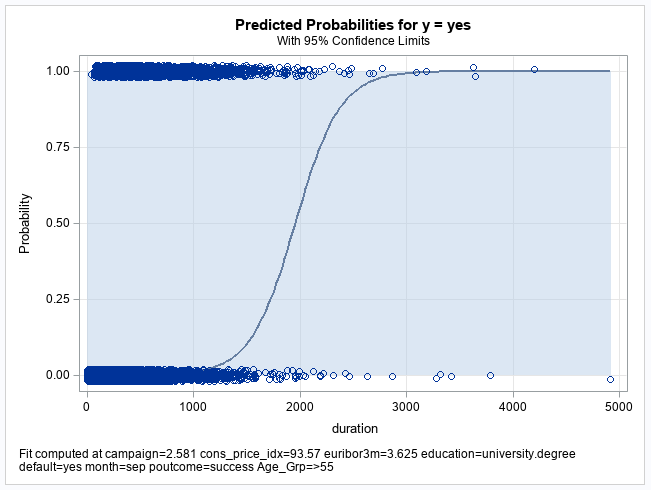 Predicted Probabilities for y = yes
With 95% Confidence Limits
1.00
0.75
0.50
0.25
0.00
Probability
0 1000 2000 3000 4000 5000
duration
Fit computed at campaign=2.581 cons_price_idx=93.57 euribor3m=3.625 education=university.degree
default=yes month=sep poutcome=success Age_Grp=>55